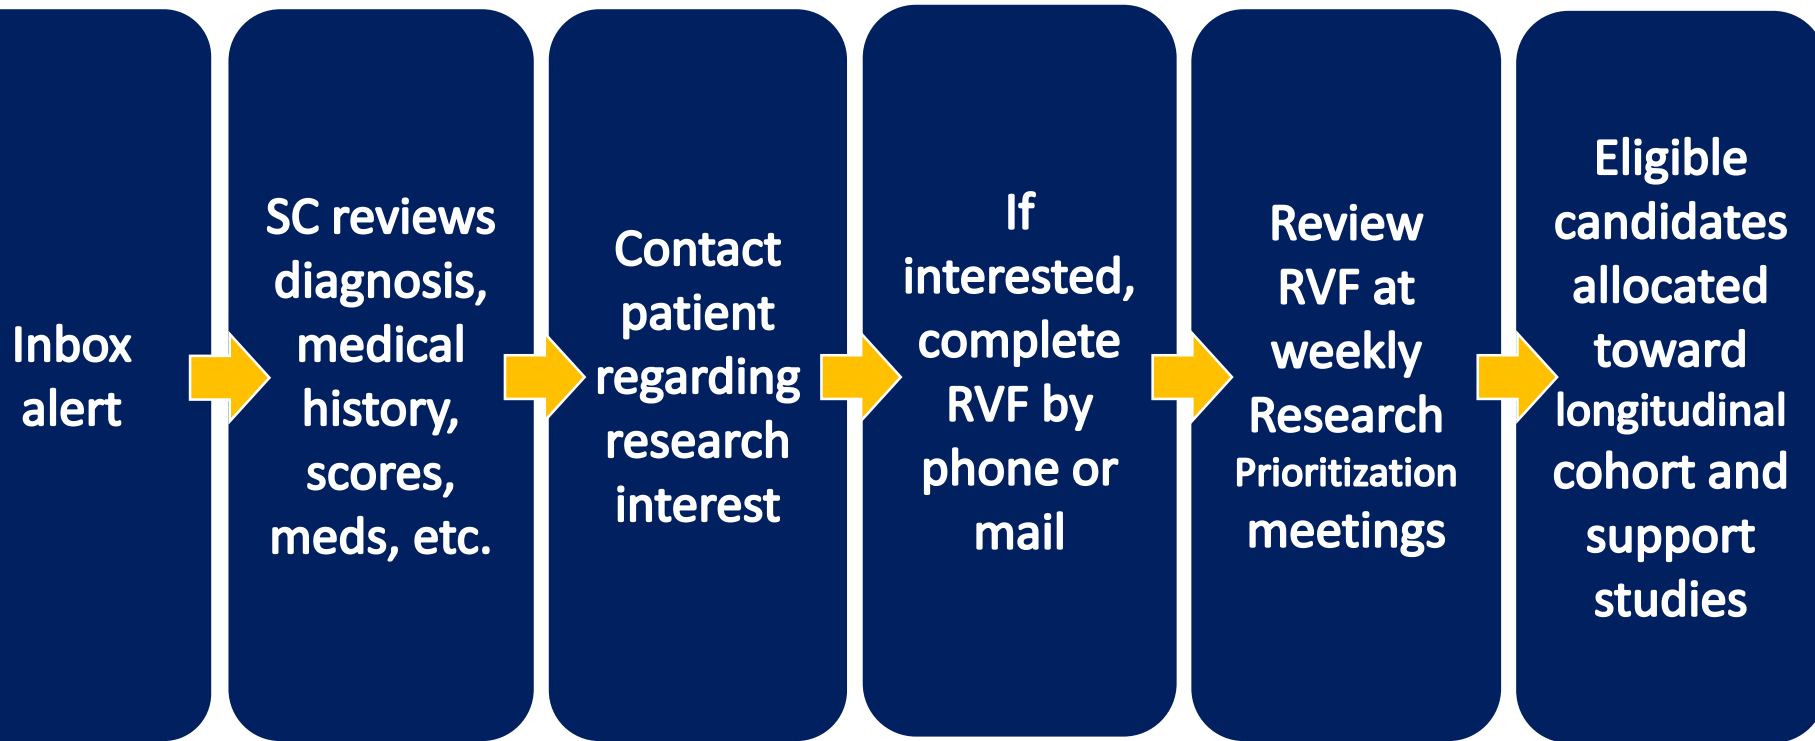 Inbox
alert
SC reviews
diagnosis,
medical
history,
scores,
meds, etc.
Contact
patient
regarding
research
interest
If
interested,
complete
RVF by
phone or
mail
Review
RVF at
weekly
Research
Prioritization
meetings
Eligible
candidates
allocated
toward
longitudinal
cohort and
support
studies